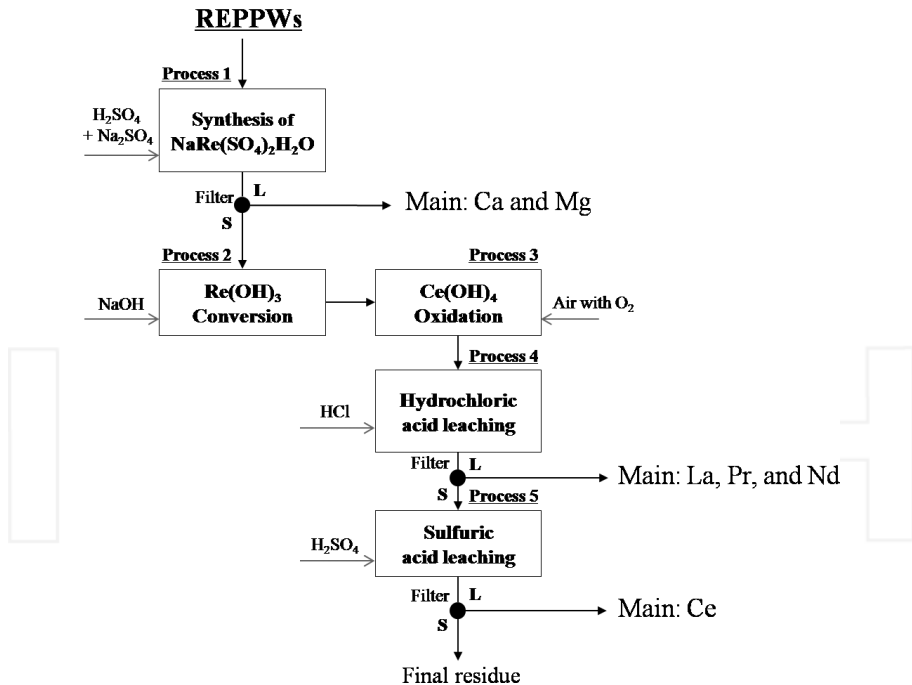 REPPWs
Process 1
H₂SO₄
+ Na₂SO₄
Synthesis of
NaRe(SO₄)₂H₂O
Filter
L
S
Main: Ca and Mg
Process 2
Process 3
NaOH
Re(OH)₃
Conversion
Ce(OH)₄
Oxidation
Air with O₂
Process 4
HCl
Hydrochloric
acid leaching
Filter
L
S
Main: La, Pr, and Nd
Process 5
H₂SO₄
Sulfuric
acid leaching
Filter
L
S
Main: Ce
Final residue